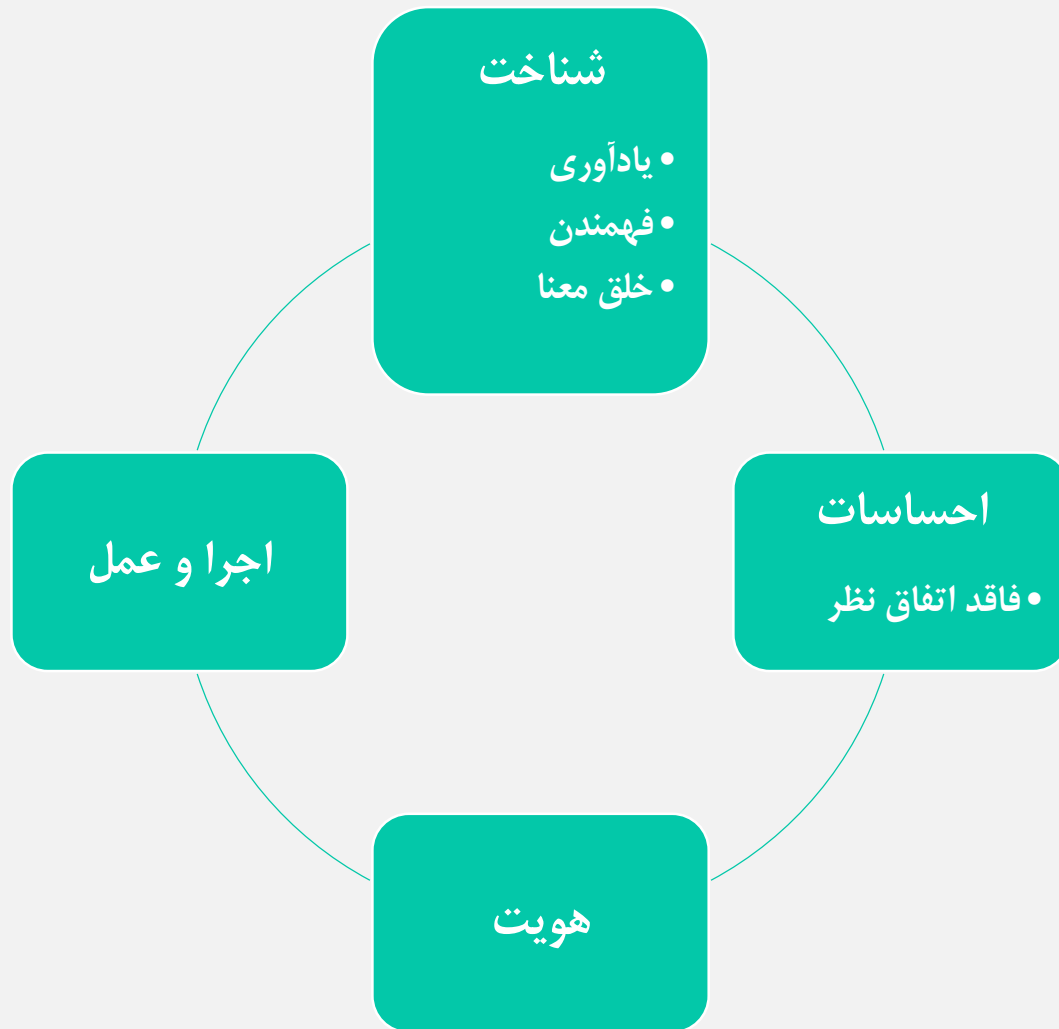 شناخت
• یادآوری
• فهمندن
• خلق معنا
احساسات
• فاقد اتفاق نظر
هویت
اجرا و عمل